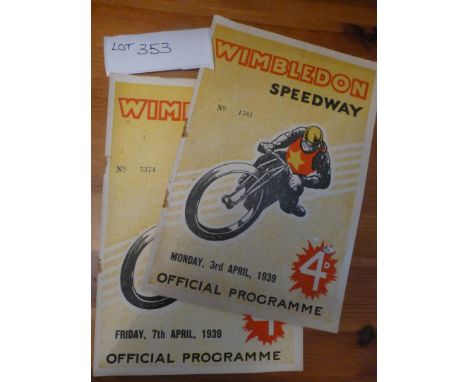 LOT 353
WIMBLEDON
SPEEDWAY
No 1581
MONDAY, 3rd APRIL, 1939
4D
OFFICIAL PROGRAMME
WIM
No 5374
4
FRIDAY, 7th APRIL, 1939
OFFICIAL PROGRAMME